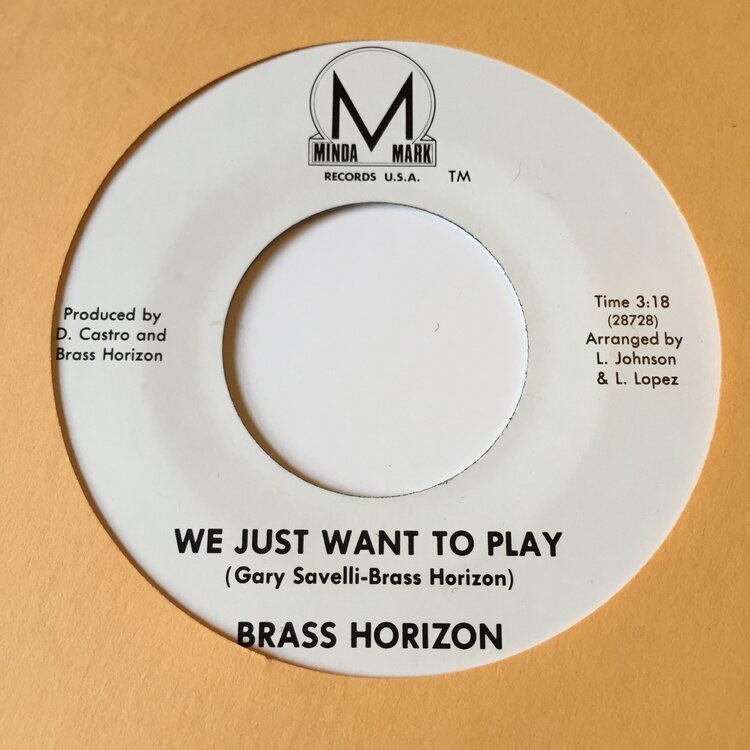 M
MINDA MARK
RECORDS U.S.A. TM
Produced by
D. Castro and
Brass Horizon
Time 3:18
(28728)
Arranged by
L. Johnson
& L. Lopez
WE JUST WANT TO PLAY
(Gary Savelli-Brass Horizon)
BRASS HORIZON